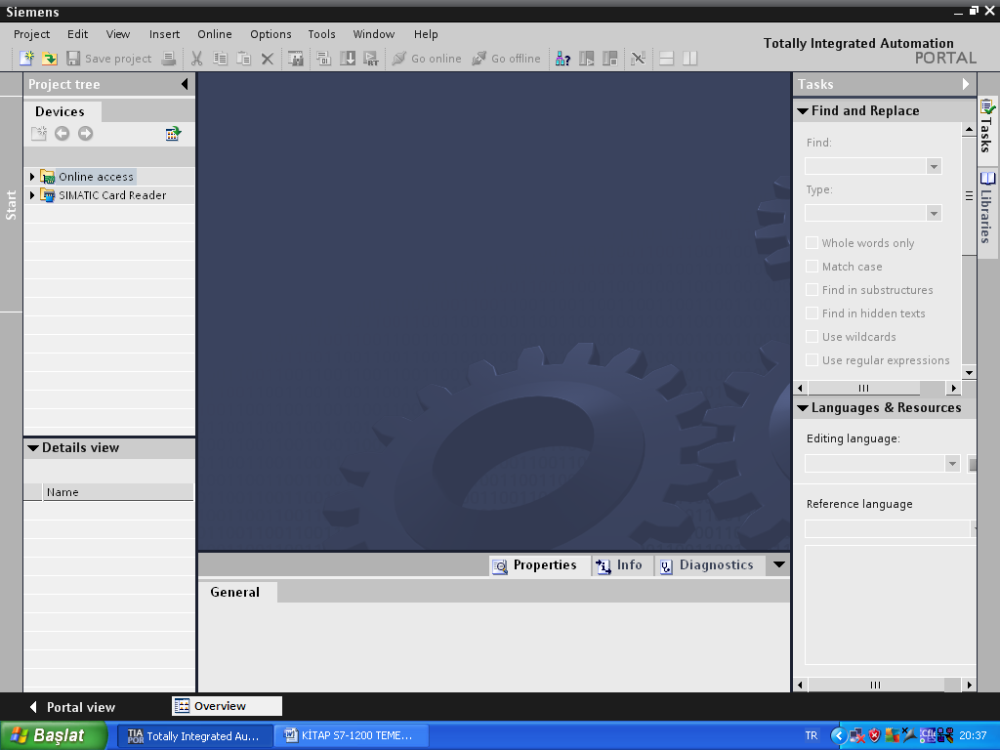 Siemens
Project Edit View Insert Online Options Tools Window Help
Totally Integrated Automation
PORTAL
Save project Go online Go offline
Project tree
Devices
Online access
SIMATIC Card Reader
Start
Details view
Name
Properties Info Diagnostics
General
Tasks
Find and Replace
Find:
Type:
Whole words only
Match case
Find in substructures
Find in hidden texts
Use wildcards
Use regular expressions
Languages & Resources
Editing language:
Reference language
Tasks
Libraries
Portal view Overview
Başlat
TIA
POR
Totally Integrated Au...
KİTAP S7-1200 TEME...
TR
20:37